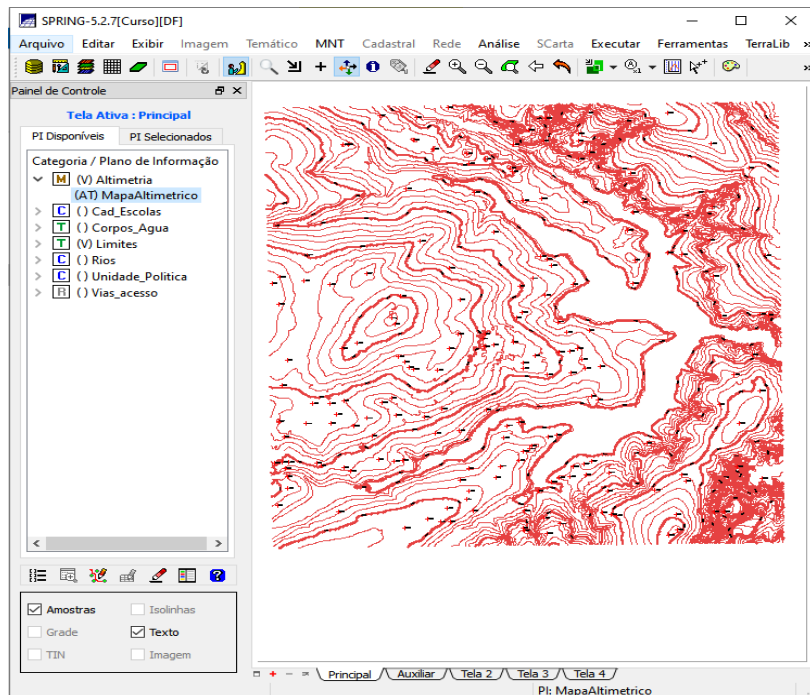 SPRING-5.2.7[Curso][DF]
Arquivo Editar Exibir Imagem Temático MNT Cadastral Rede Análise SCarta Executar Ferramentas TerraLib »
Painel de Controle
Tela Ativa : Principal
PI Disponíveis PI Selecionados
Categoria / Plano de Informação
M (V) Altimetria
(AT) MapaAltimetrico
C ( ) Cad_Escolas
T ( ) Corpos_Agua
T (V) Limites
C ( ) Rios
C ( ) Unidade_Politica
R ( ) Vias_acesso
Amostras Isolinhas
Grade Texto
TIN Imagem
Principal Auxiliar Tela 2 Tela 3 Tela 4
PI: MapaAltimetrico